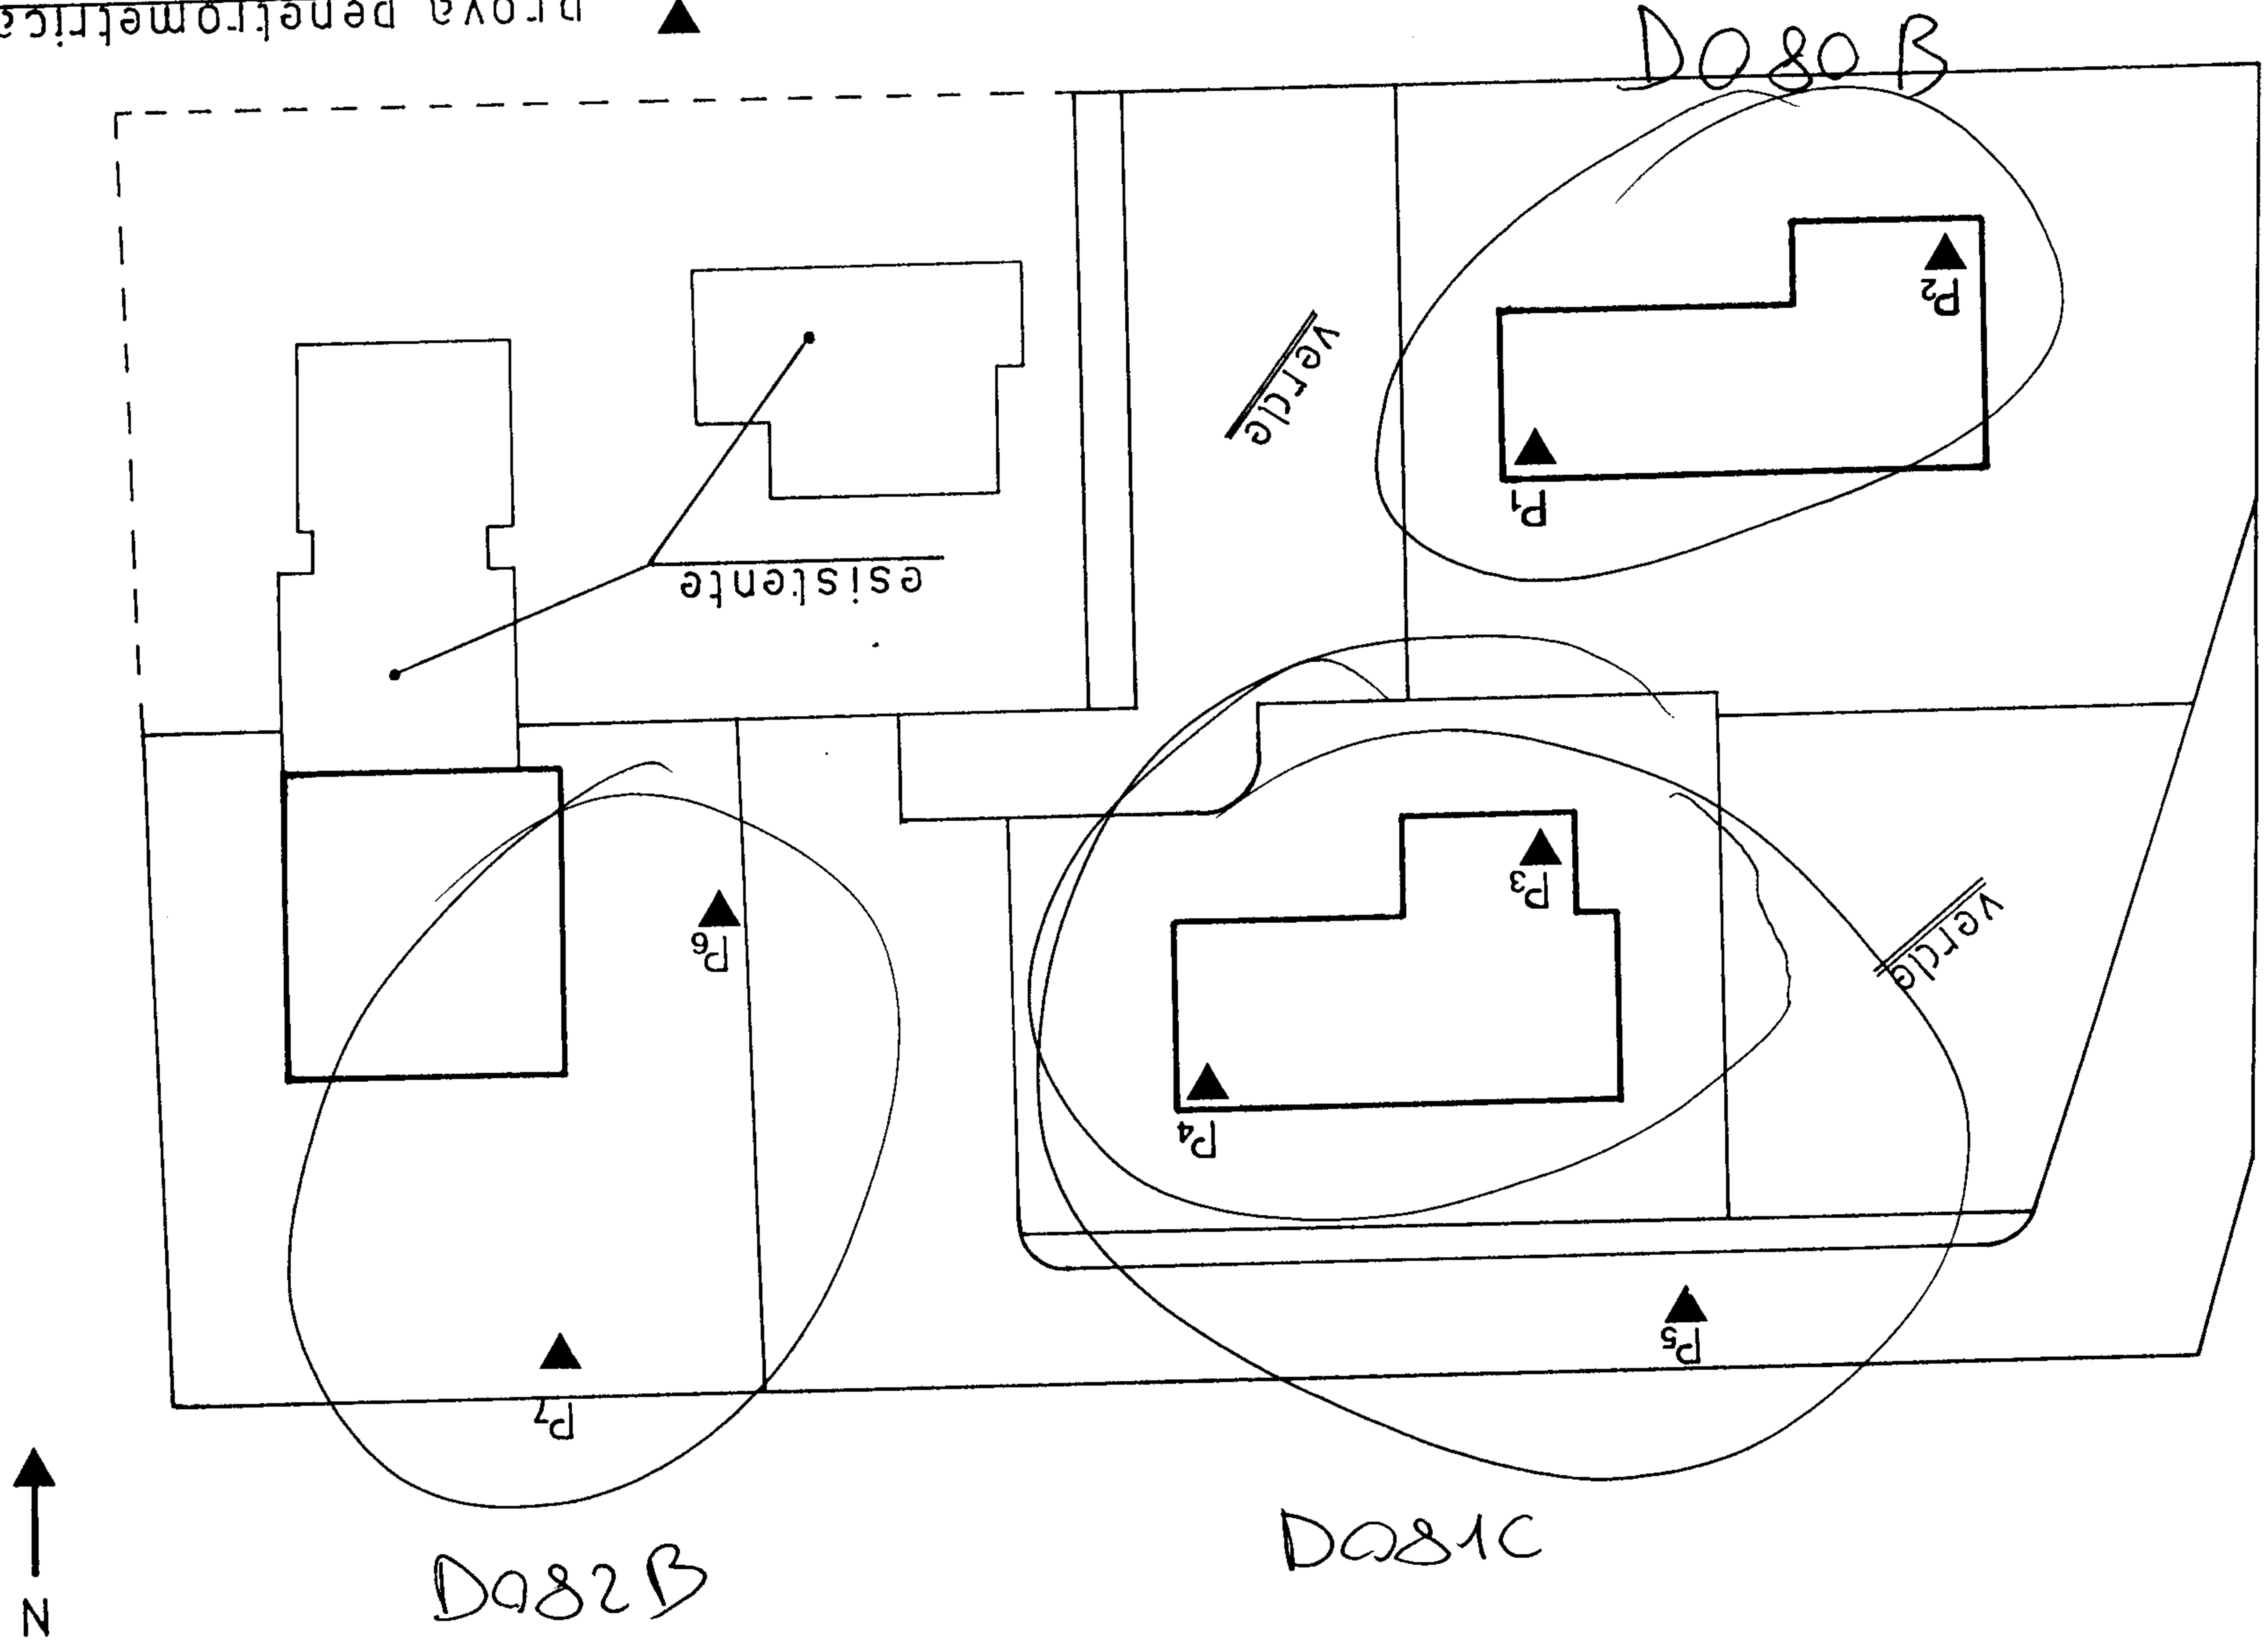 prova penetrometrica
D080B
P2
verde
P1
esistente
P3
verde
P6
P4
P5
P7
D081C
D082B
N